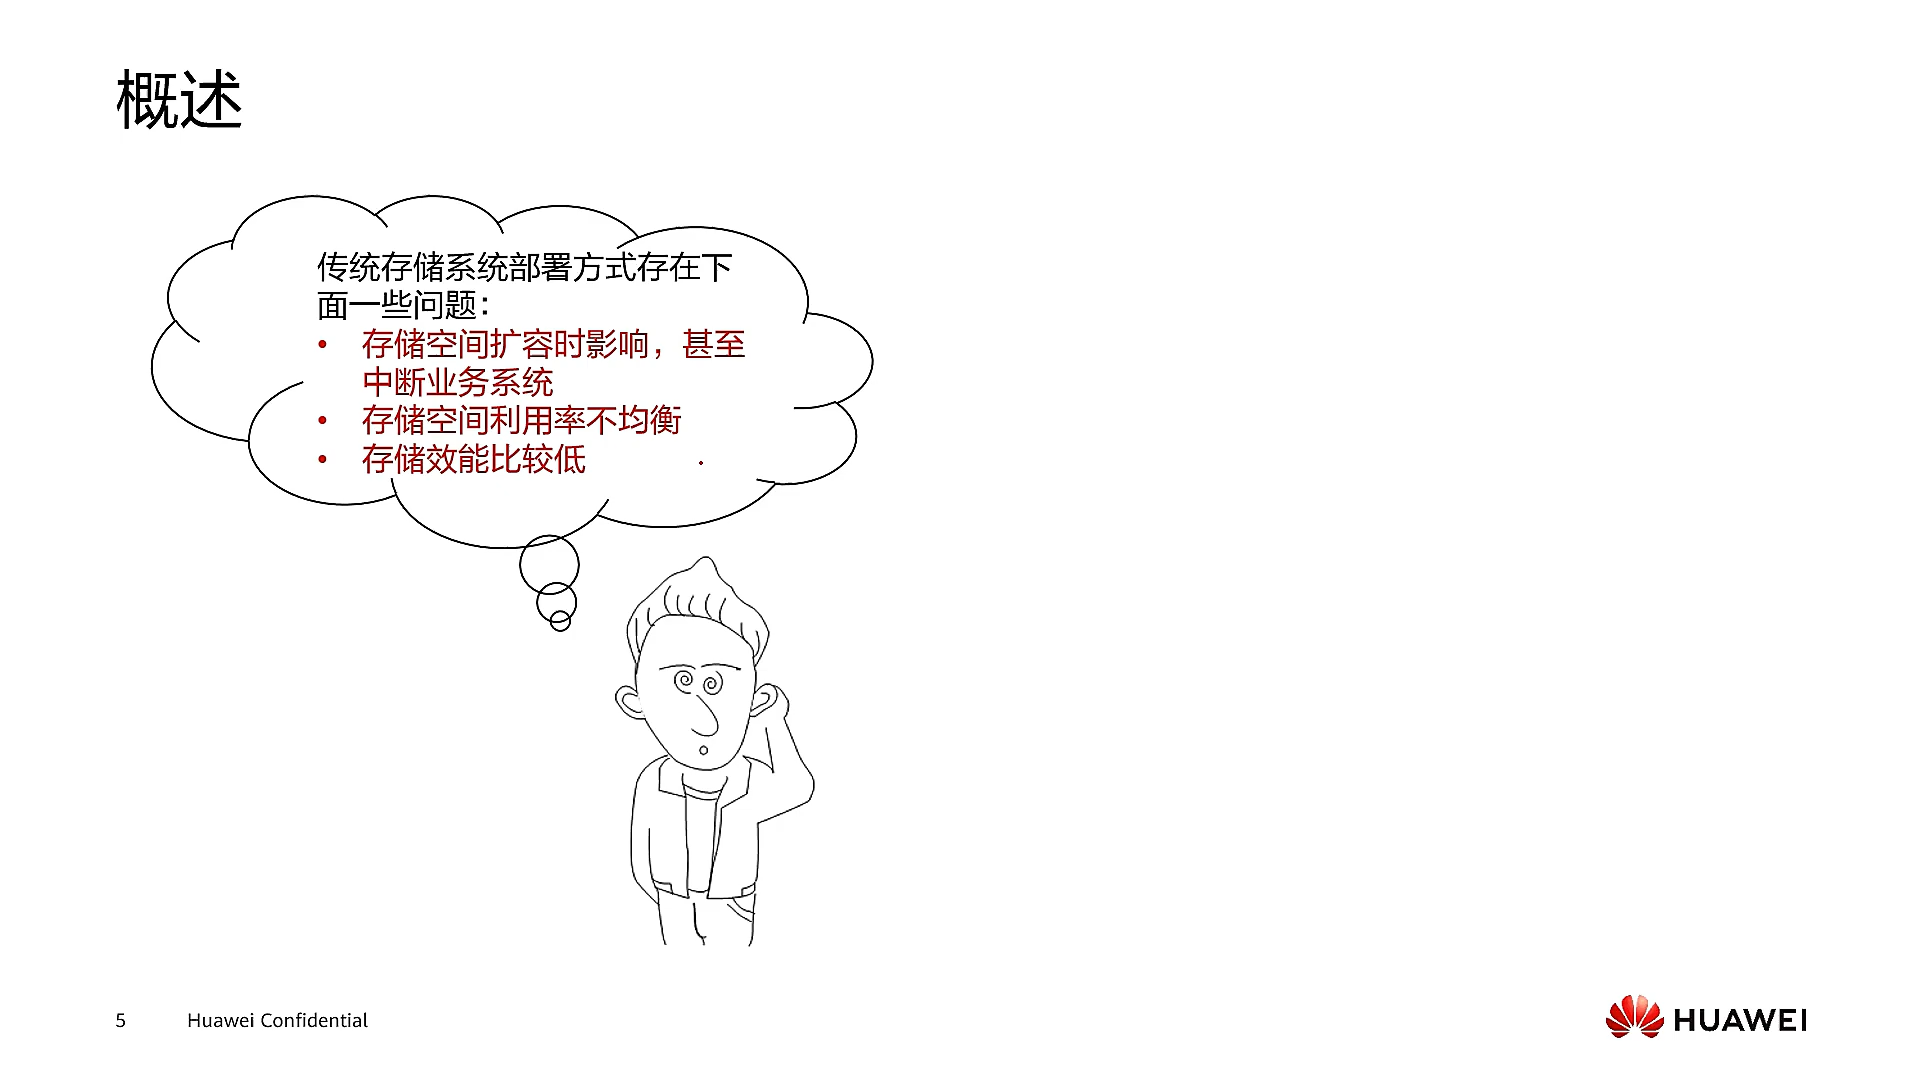 概述
传统存储系统部署方式存在下
面一些问题：
• 存储空间扩容时影响，甚至
中断业务系统
• 存储空间利用率不均衡
• 存储效能比较低
5 Huawei Confidential
HUAWEI